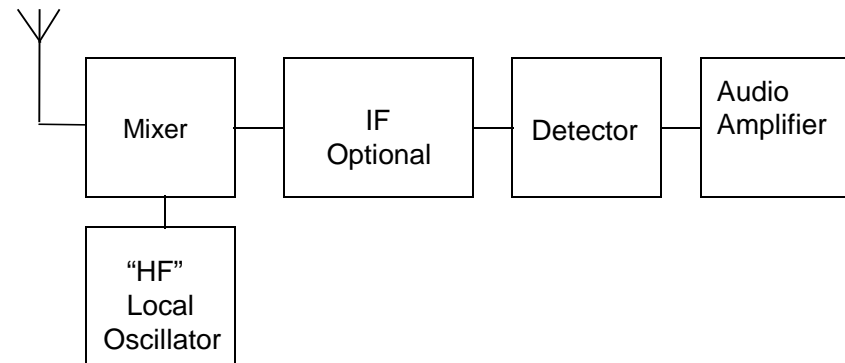 Mixer
IF
Optional
Detector
Audio
Amplifier
“HF”
Local
Oscillator